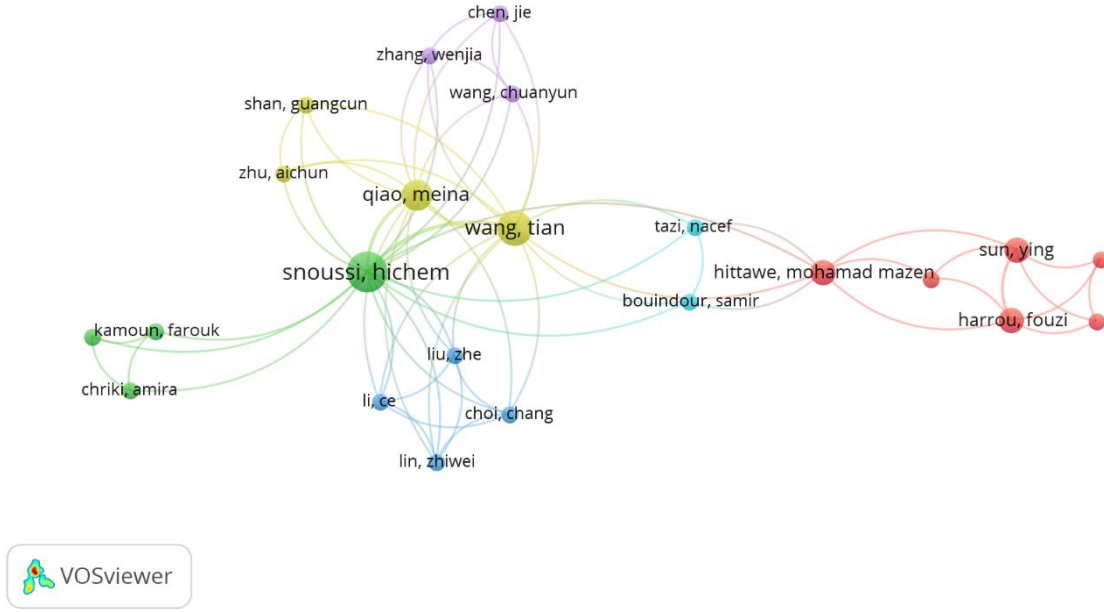 chen, jie
zhang, wenjia
wang, chuanyun
shan, guangcun
zhu, aichun
qiao, meina
wang, tian
tazi, nacef
sun, ying
snoussi, hichem
hittawe, mohamad mazen
bouindour, samir
harrou, fouzi
kamoun, farouk
liu, zhe
chriki, amira
li, ce
choi, chang
lin, zhiwei
VOSviewer